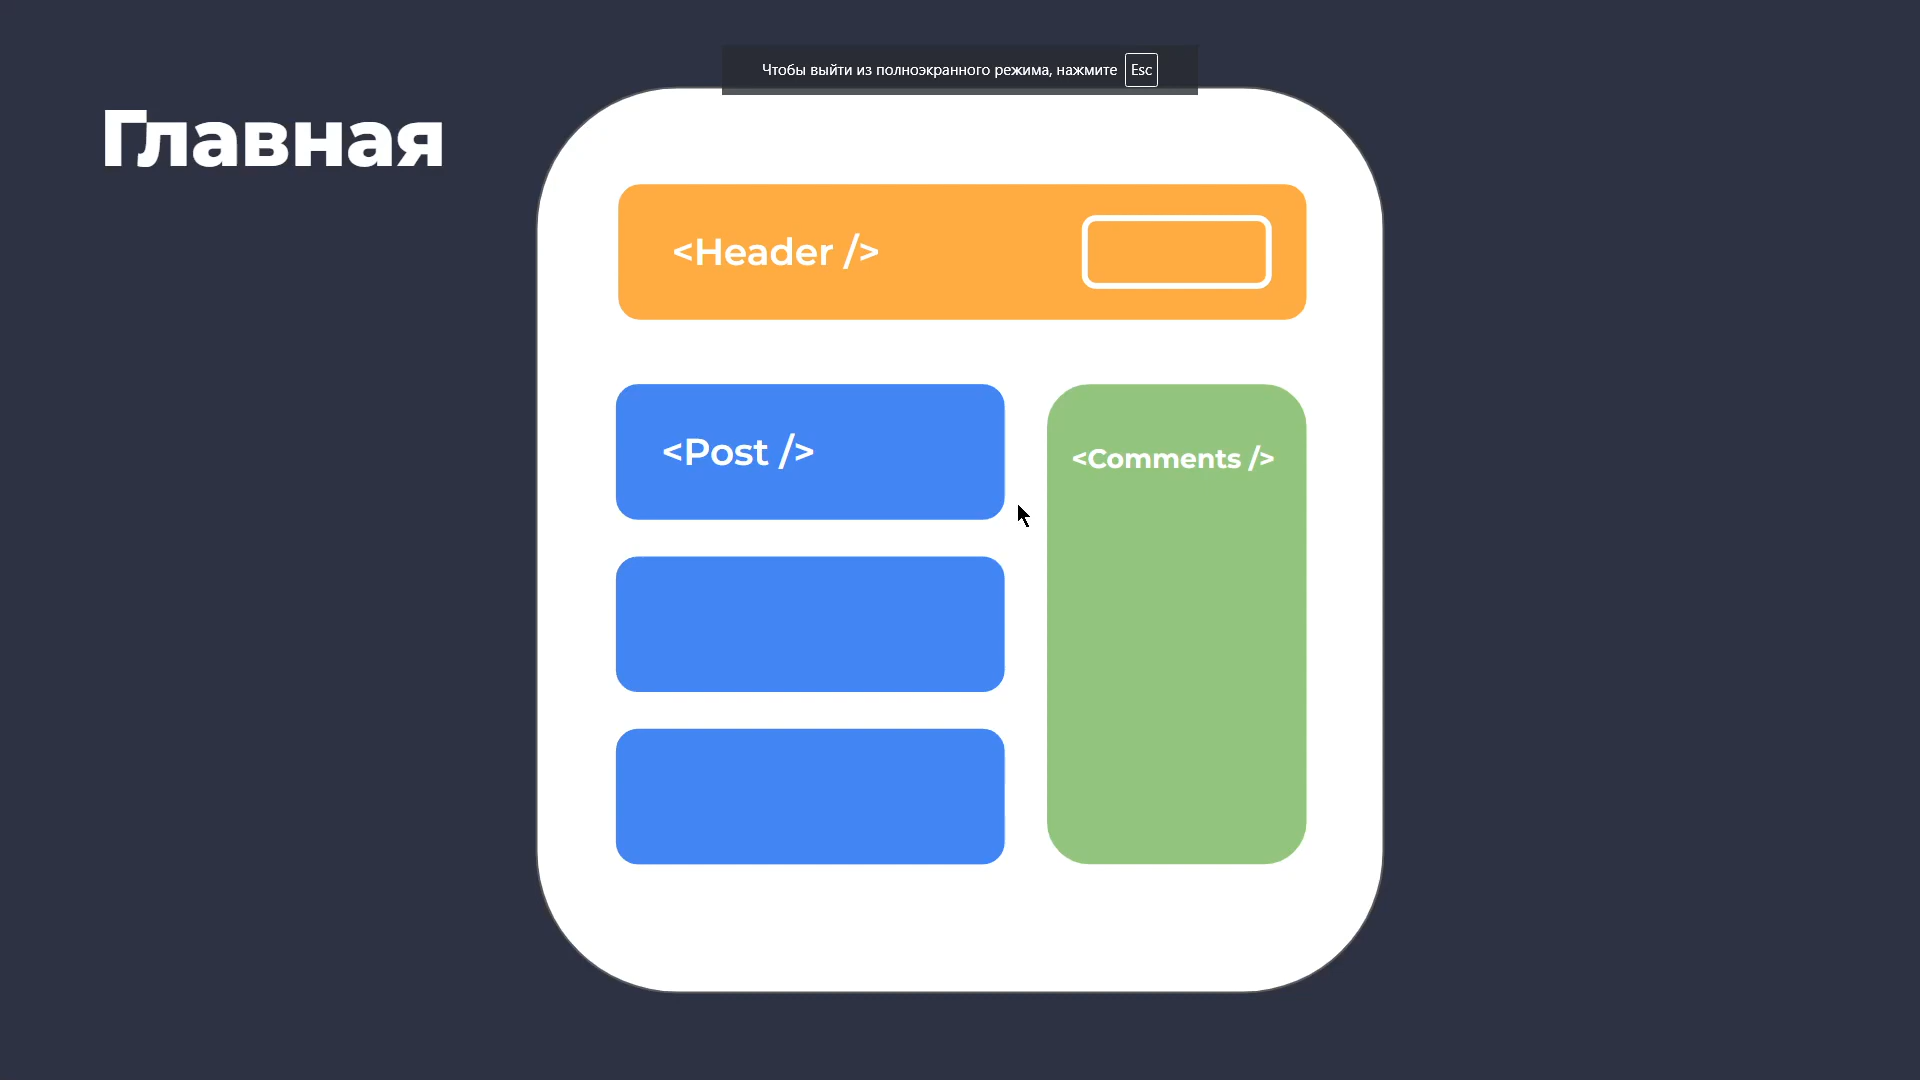 Чтобы выйти из полноэкранного режима, нажмите Esc
Главная
<Header />
<Post />
<Comments />